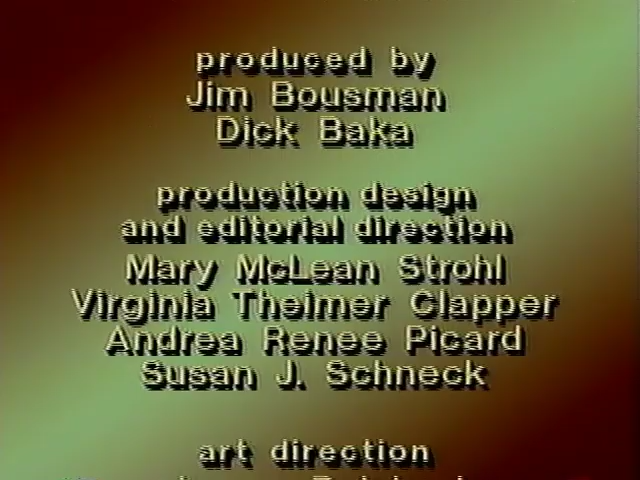 produced by
Jim Bousman
Dick Baka
production design
and editorial direction
Mary McLean Strohl
Virginia Theimer Clapper
Andrea Renee Picard
Susan J. Schneck
art direction